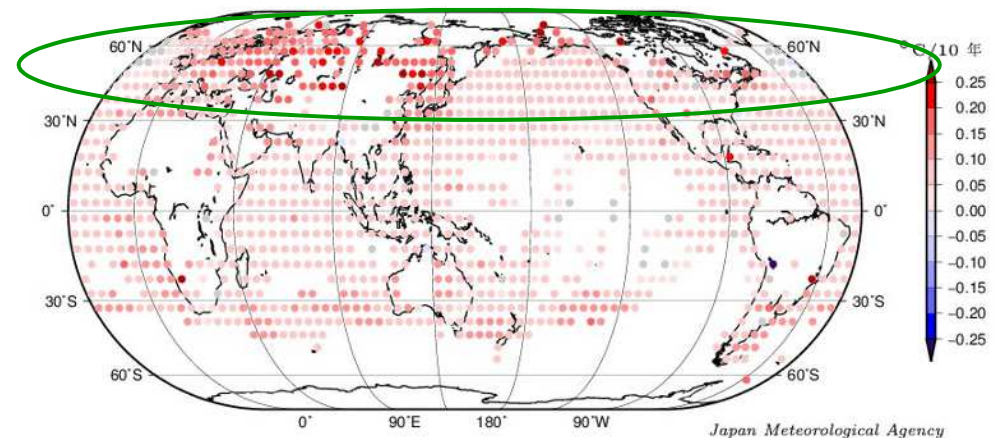 60°N 60°N
°C/10 年
0.25
0.20
30°N 30°N
0.15
0.10
0.05
0° 0°
0.00
−0.05
−0.10
−0.15
30°S 30°S
−0.20
−0.25
60°S 60°S
0° 90°E 180° 90°W
Japan Meteorological Agency